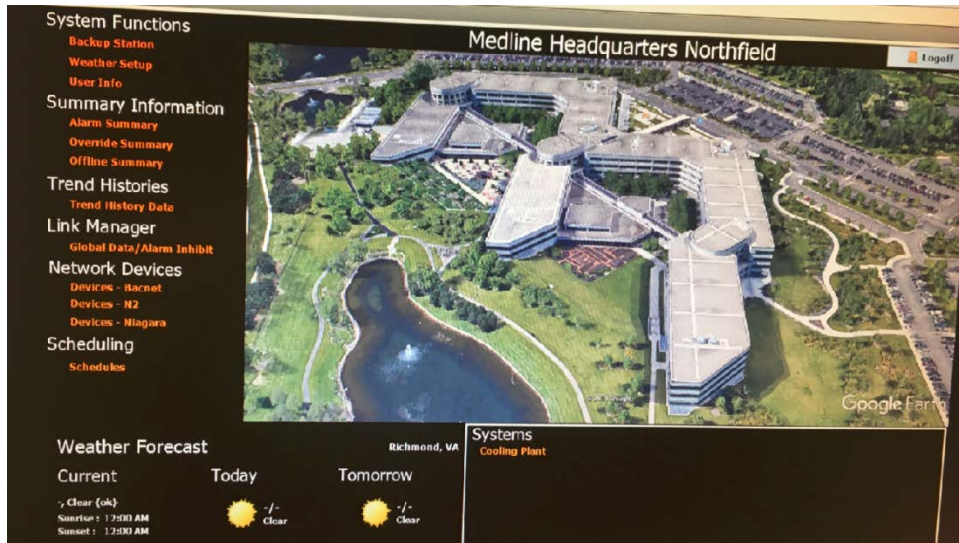 System Functions
Backup Station
Weather Setup
User Info
Summary Information
Alarm Summary
Override Summary
Offline Summary
Trend Histories
Trend History Data
Link Manager
Global Data/Alarm Inhibit
Network Devices
Devices - Bacnet
Devices - N2
Devices - Niagara
Scheduling
Schedules
Medline Headquarters Northfield
Logoff
Google Earth
Weather Forecast
Richmond, VA
Current
Today
Tomorrow
-, Clear {ok}
Sunrise : 12:00 AM
Sunset : 12:00 AM
-/-
Clear
-/-
Clear
Systems
Cooling Plant